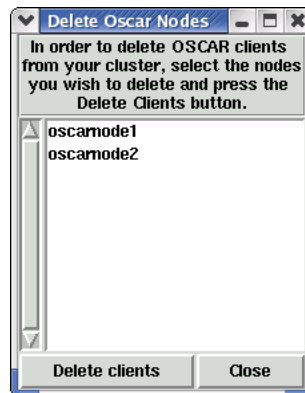 Delete Oscar Nodes
In order to delete OSCAR clients
from your cluster, select the nodes
you wish to delete and press the
Delete Clients button.
oscarnode1
oscarnode2
Delete clients
Close